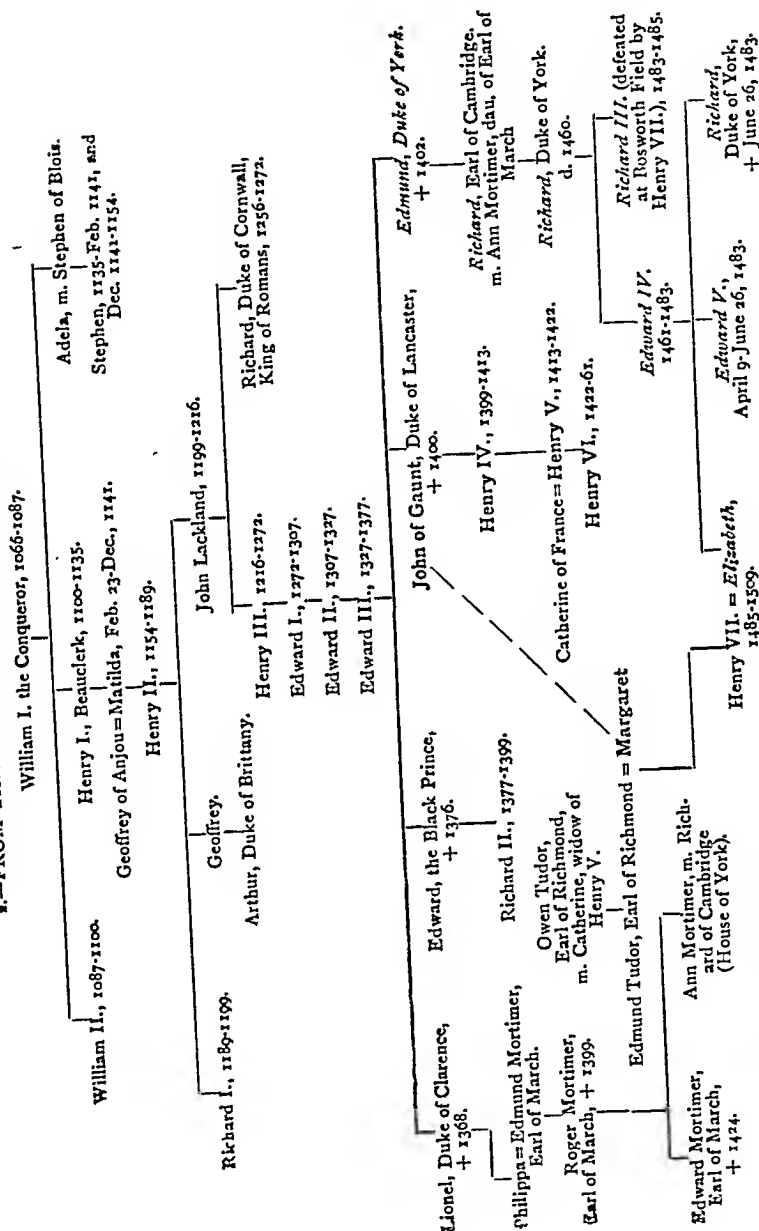 William I. the Conqueror, 1066-1087.
William II., 1087-1100.
Henry I., Beauclerk, 1100-1135.
Geoffrey of Anjou=Matilda, Feb. 23-Dec., 1141.
Henry II., 1154-1189.
Adela, m. Stephen of Blois.
Stephen, 1135-Feb. 1141, and
Dec. 1141-1154.
Richard I., 1189-1199.
Geoffrey.
Arthur, Duke of Brittany.
John Lackland, 1199-1216.
Henry III., 1216-1272.
Richard, Duke of Cornwall,
King of Romans, 1256-1272.
Edward I., 1272-1307.
Edward II., 1307-1327.
Edward III., 1327-1377.
Lionel, Duke of Clarence,
+ 1368.
Philippa=Edmund Mortimer,
Earl of March.
Roger Mortimer,
Earl of March, + 1399.
Edward, the Black Prince,
+ 1376.
Richard II., 1377-1399.
Owen Tudor,
Earl of Richmond,
m. Catherine, widow of
Henry V.
John of Gaunt, Duke of Lancaster,
+ 1400.
Henry IV., 1399-1413.
Catherine of France=Henry V., 1413-1422.
Henry VI., 1422-61.
Edmund, Duke of York.
+ 1402.
Richard, Earl of Cambridge,
m. Ann Mortimer, dau. of Earl of
March
Richard, Duke of York.
d. 1460.
Edmund Tudor, Earl of Richmond = Margaret
Edward IV.
1461-1483.
Richard III. (defeated
at Bosworth Field by
Henry VII.), 1483-1485.
Edward Mortimer,
Earl of March,
+ 1424.
Ann Mortimer, m. Rich-
ard of Cambridge
(House of York).
Henry VII. = Elizabeth,
1485-1509.
Edward V.,
April 9-June 26, 1483.
Richard,
Duke of York,
+ June 26, 1483.